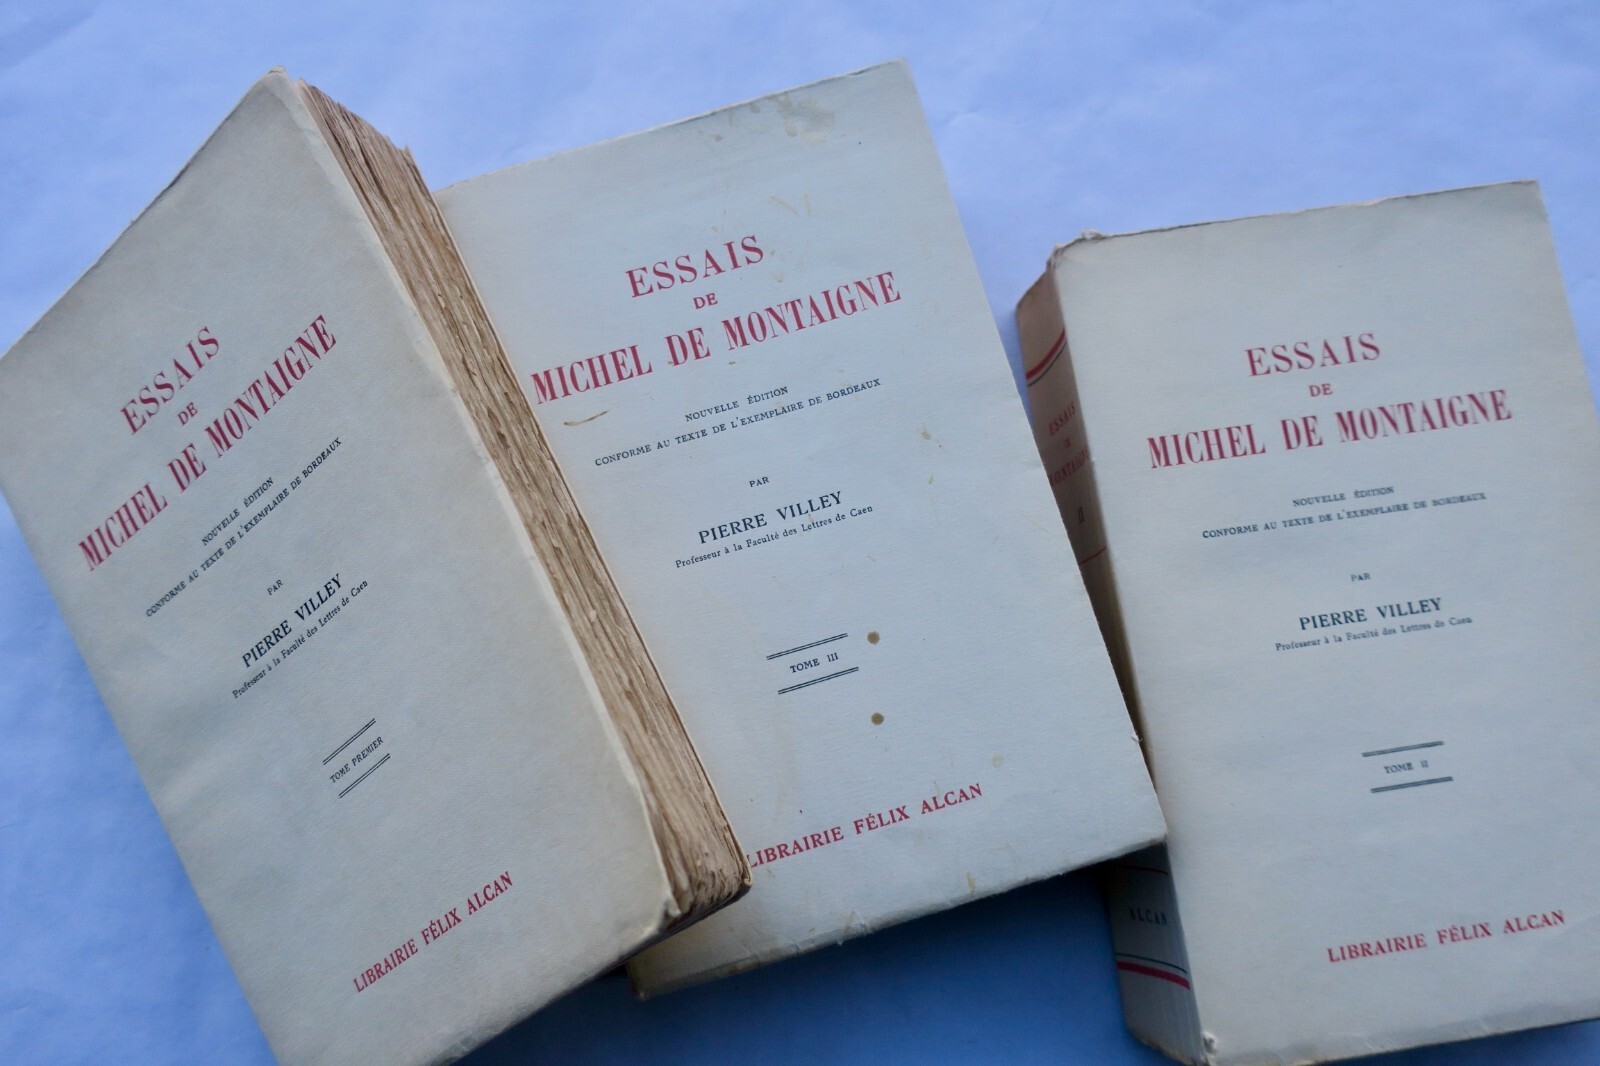 ESSAIS
DE
MICHEL DE MONTAIGNE
NOUVELLE ÉDITION
CONFORME AU TEXTE DE L'EXEMPLAIRE DE BORDEAUX
PAR
PIERRE VILLEY
Professeur à la Faculté des Lettres de Caen
TOME PREMIER
LIBRAIRIE FÉLIX ALCAN
ESSAIS
DE
MICHEL DE MONTAIGNE
NOUVELLE ÉDITION
CONFORME AU TEXTE DE L'EXEMPLAIRE DE BORDEAUX
PAR
PIERRE VILLEY
Professeur à la Faculté des Lettres de Caen
TOME III
LIBRAIRIE FÉLIX ALCAN
ESSAIS
DE
MONTAIGNE
II
ALCAN
ESSAIS
DE
MICHEL DE MONTAIGNE
NOUVELLE ÉDITION
CONFORME AU TEXTE DE L'EXEMPLAIRE DE BORDEAUX
PAR
PIERRE VILLEY
Professeur à la Faculté des Lettres de Caen
TOME II
LIBRAIRIE FÉLIX ALCAN